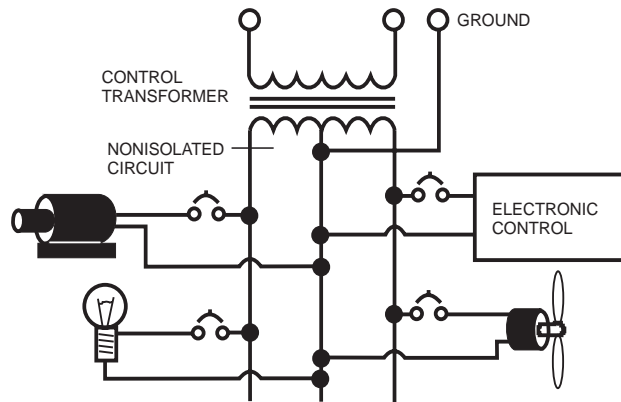 GROUND
CONTROL
TRANSFORMER
NONISOLATED
CIRCUIT
ELECTRONIC
CONTROL